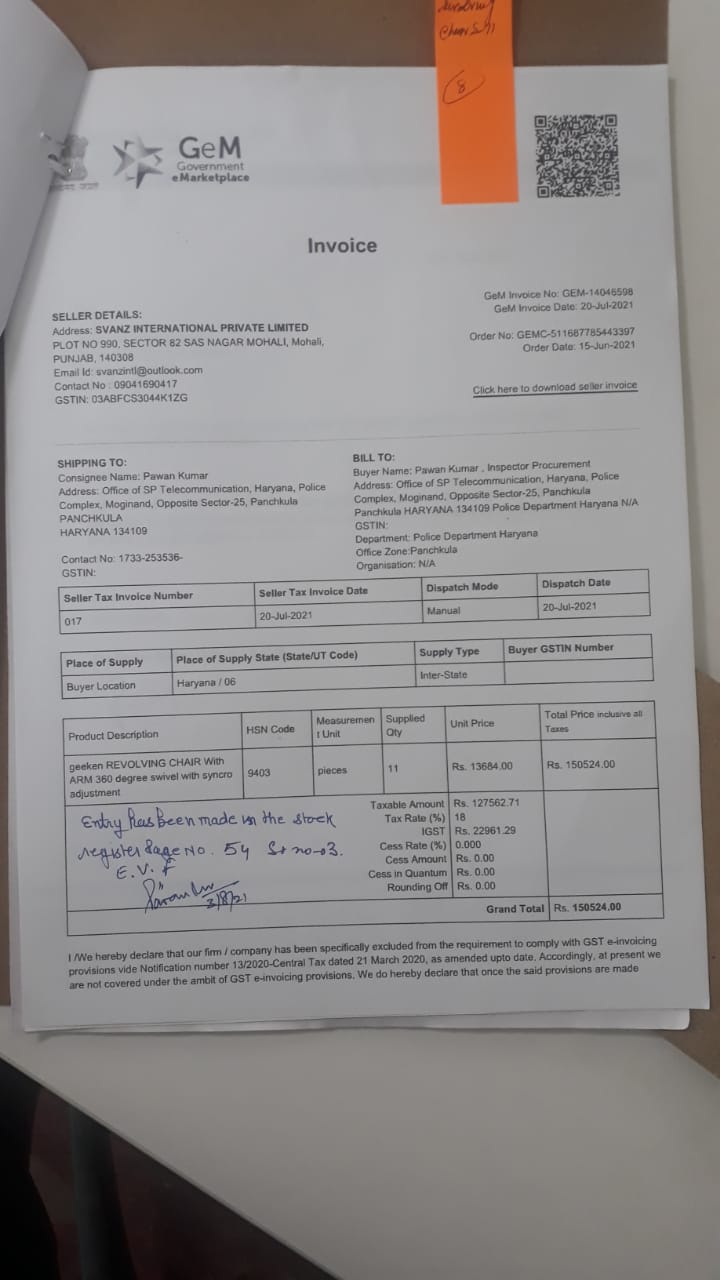 Chair
8
GeM
Government
eMarketplace
Invoice
GeM Invoice No: GEM-14046598
GeM Invoice Date: 20-Jul-2021
Order No: GEMC-511687785443397
Order Date: 15-Jun-2021
Click here to download seller invoice
SELLER DETAILS:
Address: SVANZ INTERNATIONAL PRIVATE LIMITED
PLOT NO 990, SECTOR 82 SAS NAGAR MOHALI, Mohali,
PUNJAB, 140308
Email Id: svanzintl@outlook.com
Contact No : 09041690417
GSTIN: 03ABFCS3044K1ZG
SHIPPING TO:
Consignee Name: Pawan Kumar
Address: Office of SP Telecommunication, Haryana, Police
Complex, Moginand, Opposite Sector-25, Panchkula
PANCHKULA
HARYANA 134109
Contact No: 1733-253536-
GSTIN:
BILL TO:
Buyer Name: Pawan Kumar , Inspector Procurement
Address: Office of SP Telecommunication, Haryana, Police
Complex, Moginand, Opposite Sector-25, Panchkula
Panchkula HARYANA 134109 Police Department Haryana N/A
GSTIN:
Department: Police Department Haryana
Office Zone:Panchkula
Organisation: N/A
Seller Tax Invoice Number Seller Tax Invoice Date Dispatch Mode Dispatch Date
017 20-Jul-2021 Manual 20-Jul-2021
Place of Supply Place of Supply State (State/UT Code) Supply Type Buyer GSTIN Number
Buyer Location Haryana / 06 Inter-State
Product Description HSN Code Measuremen t Unit Supplied Qty Unit Price Total Price inclusive all Taxes
geeken REVOLVING CHAIR With
ARM 360 degree swivel with syncro
adjustment
9403 pieces 11 Rs. 13684.00 Rs. 150524.00
Entry has been made in the stock
register Page No. 54 Sr no-03.
E.V.F
3/8/21
Taxable Amount Rs. 127562.71
Tax Rate (%) 18
IGST Rs. 22961.29
Cess Rate (%) 0.000
Cess Amount Rs. 0.00
Cess in Quantum Rs. 0.00
Rounding Off Rs. 0.00
Grand Total Rs. 150524.00
I /We hereby declare that our firm / company has been specifically excluded from the requirement to comply with GST e-invoicing
provisions vide Notification number 13/2020-Central Tax dated 21 March 2020, as amended upto date. Accordingly, at present we
are not covered under the ambit of GST e-invoicing provisions. We do hereby declare that once the said provisions are made